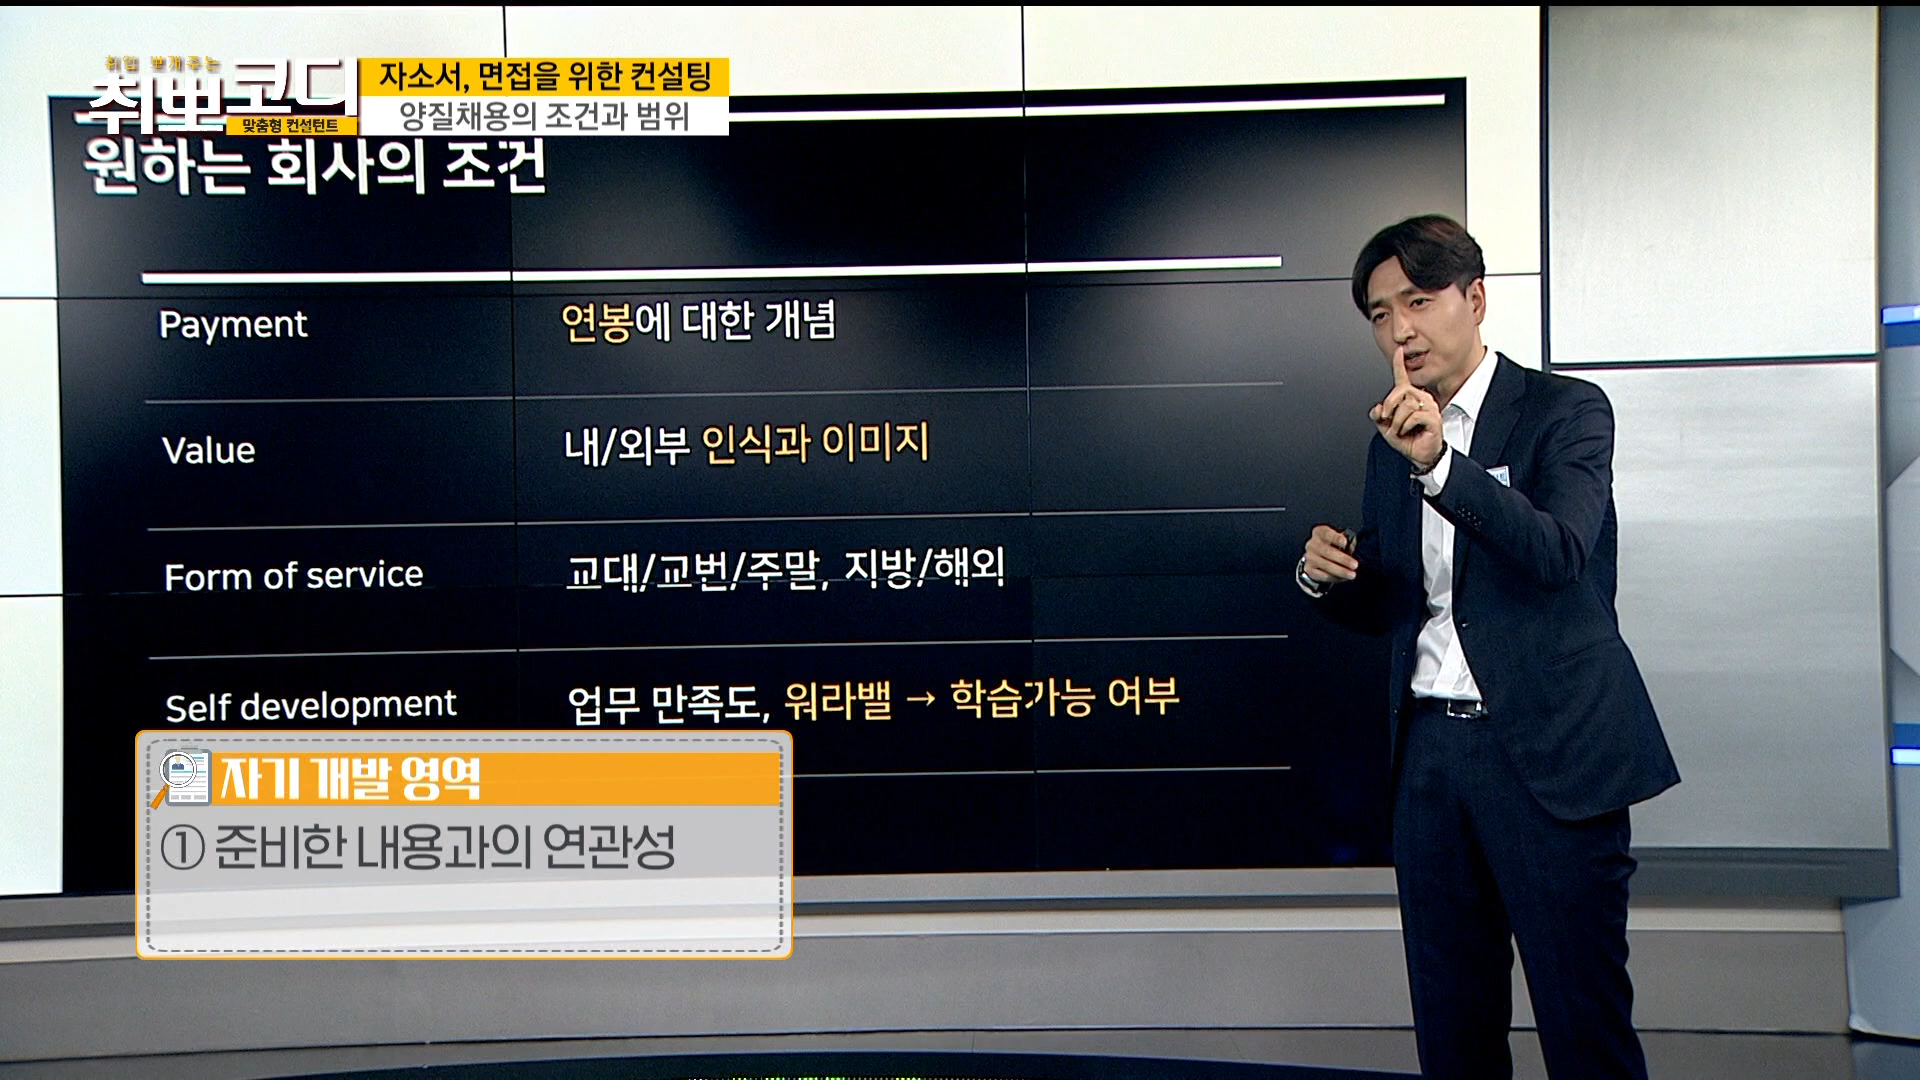 취업 뽀개주는
취뽀코디
맞춤형 컨설턴트
자소서, 면접을 위한 컨설팅
양질채용의 조건과 범위
원하는 회사의 조건
Payment 연봉에 대한 개념
Value 내/외부 인식과 이미지
Form of service 교대/교번/주말, 지방/해외
Self development 업무 만족도, 워라밸 → 학습가능 여부
자기 개발 영역
① 준비한 내용과의 연관성